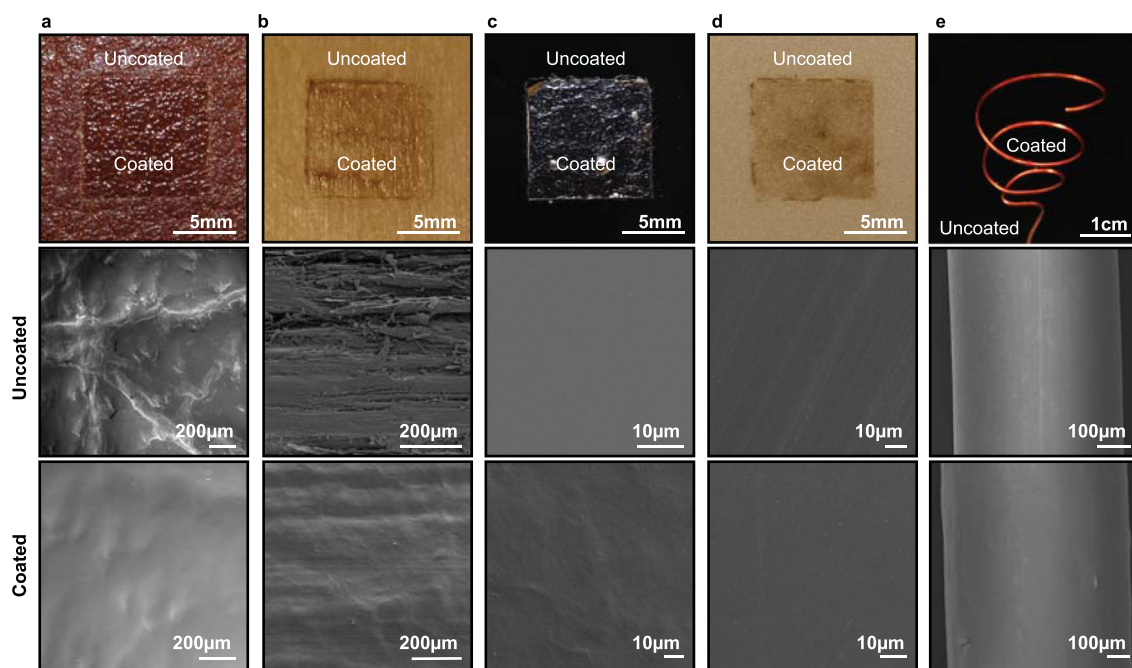 a
b
c
d
e
Uncoated
Coated
5mm
Uncoated
Coated
5mm
Uncoated
Coated
5mm
Uncoated
Coated
5mm
Coated
Uncoated
1cm
Uncoated
200μm
200μm
10μm
10μm
100μm
Coated
200μm
200μm
10μm
10μm
100μm